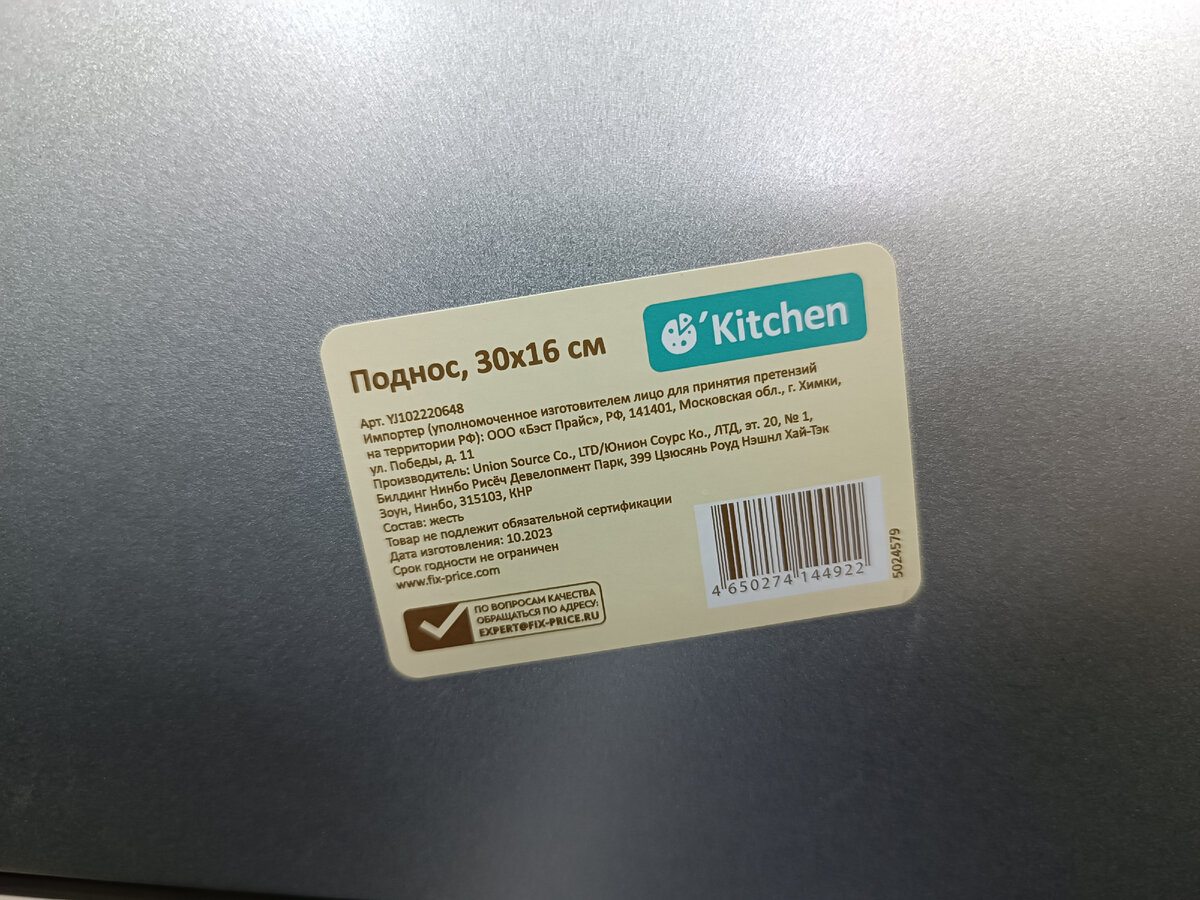 Поднос, 30х16 см
´Kitchen
Арт. YJ102220648
Импортер (уполномоченное изготовителем лицо для принятия претензий
на территории РФ): ООО «Бэст Прайс», РФ, 141401, Московская обл., г. Химки,
ул. Победы, д. 11
Производитель: Union Source Co., LTD/Юнион Соурс Ко., ЛТД, эт. 20, № 1,
Билдинг Нинбо Рисёч Девелопмент Парк, 399 Цзюсянь Роуд Нэшнл Хай-Тэк
Зоун, Нинбо, 315103, КНР
Состав: жесть
Товар не подлежит обязательной сертификации
Дата изготовления: 10.2023
Срок годности не ограничен
www.fix-price.com
ПО ВОПРОСАМ КАЧЕСТВА
ОБРАЩАТЬСЯ ПО АДРЕСУ:
EXPERT@FIX-PRICE.RU
4 650274 144922
5024579